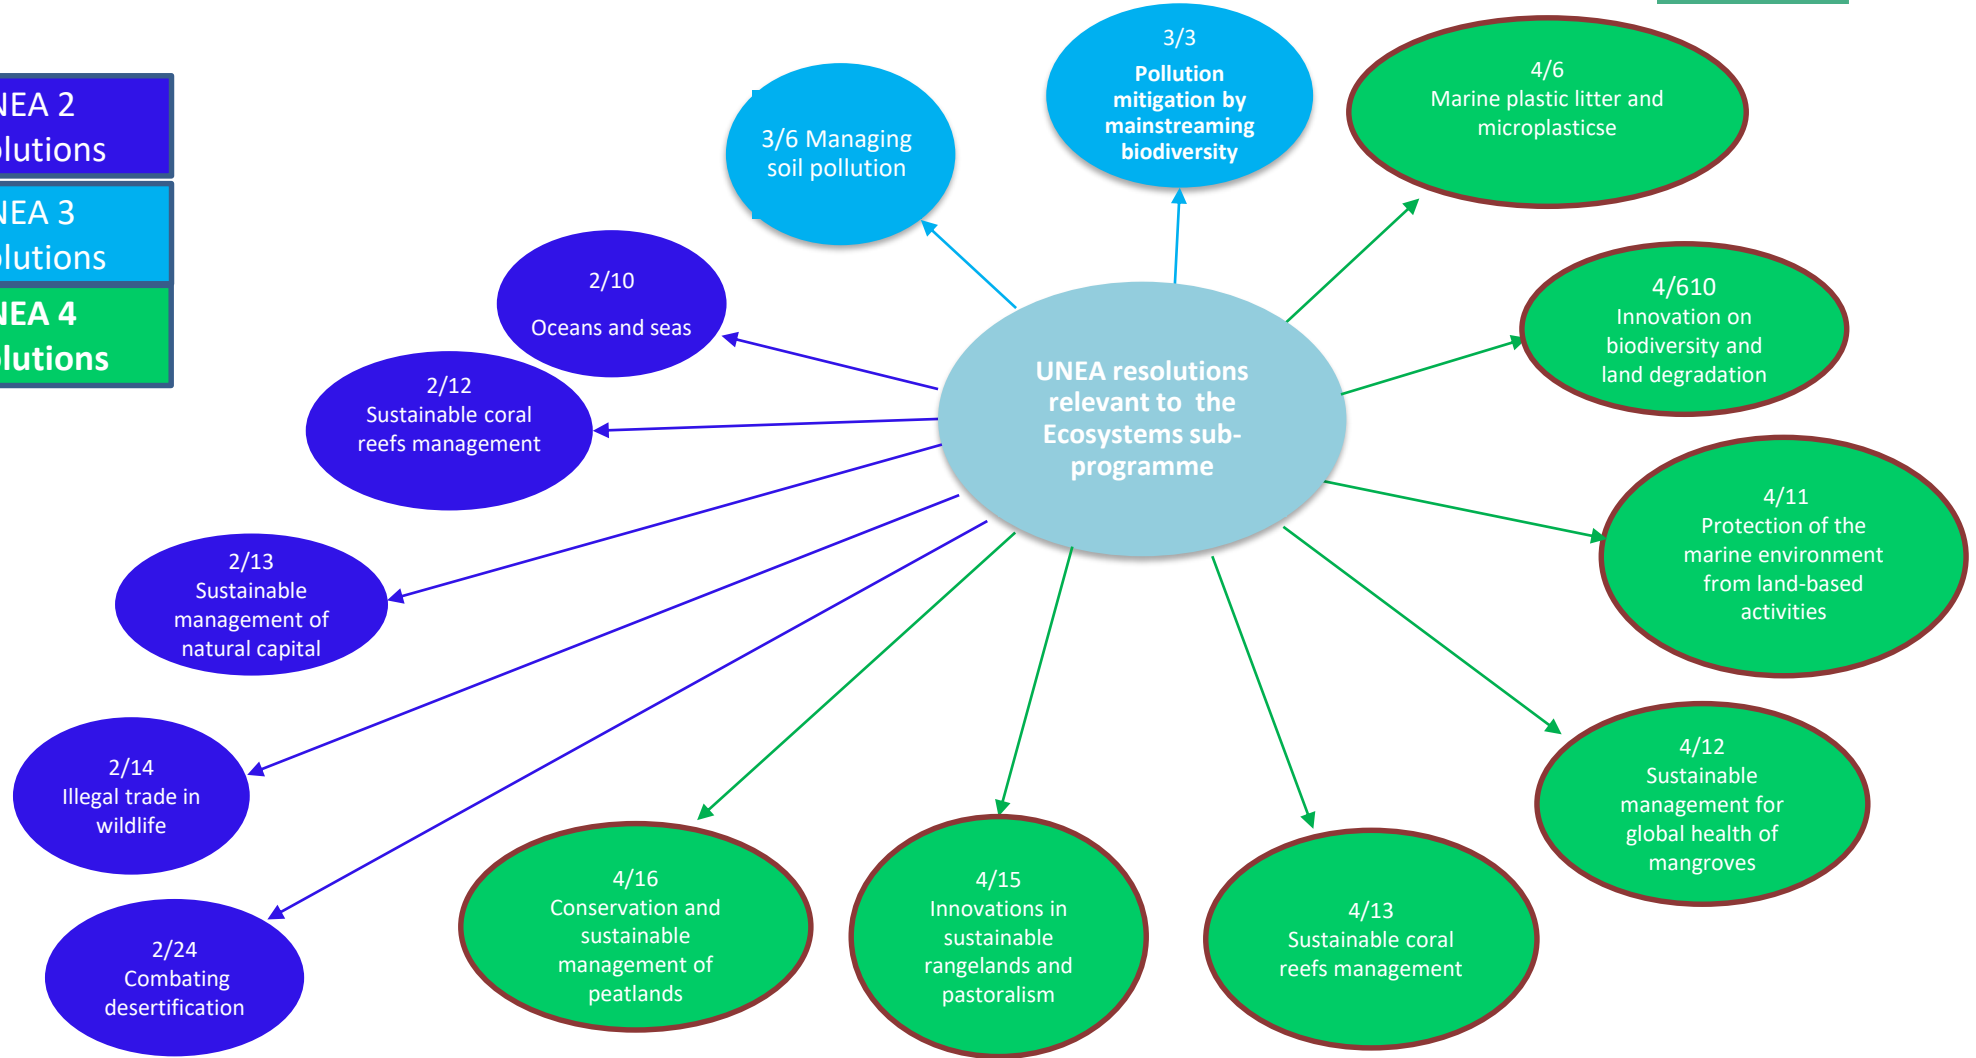 NEA 2
olutions
NEA 3
olutions
NEA 4
olutions
3/3
Pollution
mitigation by
mainstreaming
biodiversity
3/6 Managing
soil pollution
4/6
Marine plastic litter and
microplasticse
2/10
Oceans and seas
4/610
Innovation on
biodiversity and
land degradation
2/12
Sustainable coral
reefs management
UNEA resolutions
relevant to the
Ecosystems sub-
programme
4/11
Protection of the
marine environment
from land-based
activities
2/13
Sustainable
management of
natural capital
4/12
Sustainable
management for
global health of
mangroves
2/14
Illegal trade in
wildlife
4/16
Conservation and
sustainable
management of
peatlands
4/15
Innovations in
sustainable
rangelands and
pastoralism
4/13
Sustainable coral
reefs management
2/24
Combating
desertification